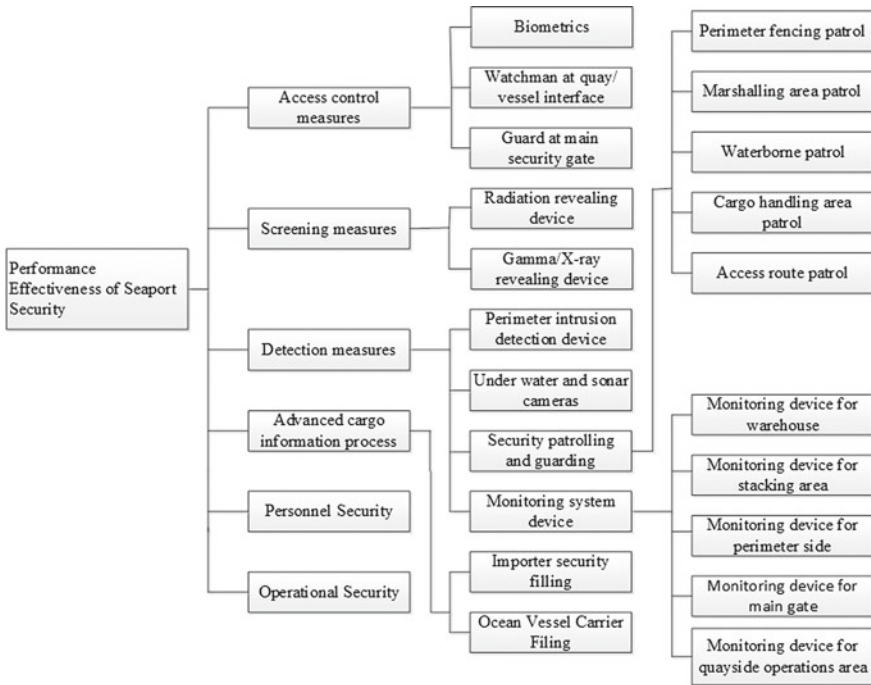 Performance
Effectiveness of Seaport
Security
Access control
measures
Screening measures
Detection measures
Advanced cargo
information process
Personnel Security
Operational Security
Biometrics
Watchman at quay/
vessel interface
Guard at main
security gate
Radiation revealing
device
Gamma/X-ray
revealing device
Perimeter intrusion
detection device
Under water and sonar
cameras
Security patrolling
and guarding
Monitoring system
device
Importer security
filling
Ocean Vessel Carrier
Filing
Perimeter fencing patrol
Marshalling area patrol
Waterborne patrol
Cargo handling area
patrol
Access route patrol
Monitoring device for
warehouse
Monitoring device for
stacking area
Monitoring device for
perimeter side
Monitoring device for
main gate
Monitoring device for
quayside operations area